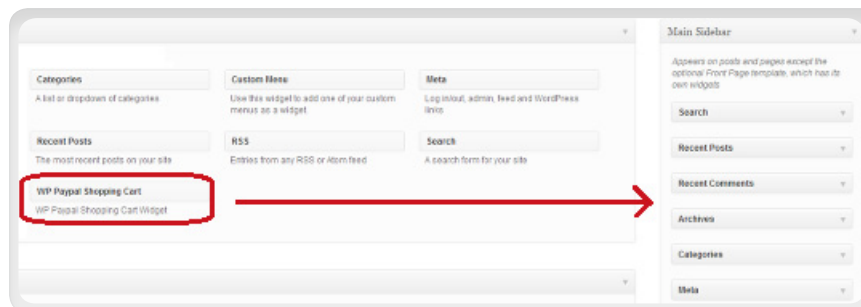 Categories
A list or dropdown of categories
Custom Menu
Use this widget to add one of your custom
menus as a widget.
Meta
Log in/out, admin, feed and WordPress
links
Recent Posts
The most recent posts on your site
RSS
Entries from any RSS or Atom feed
Search
A search form for your site
WP Paypal Shopping Cart
WP Paypal Shopping Cart Widget
Main Sidebar
Appears on posts and pages except the
optional Front Page template, which has its
own widgets
Search
Recent Posts
Recent Comments
Archives
Categories
Meta